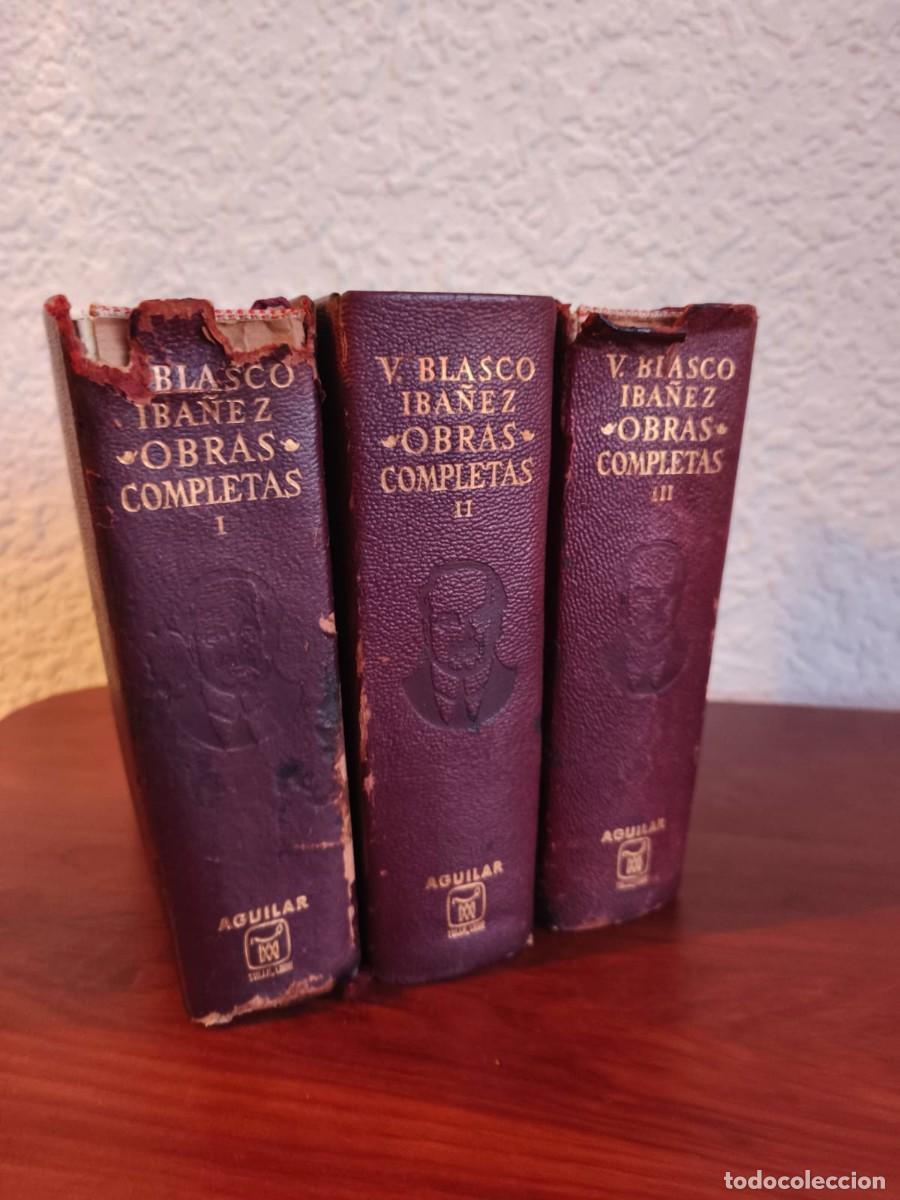 BLASCO
IBAÑEZ
OBRAS
COMPLETAS
I
AGUILAR
V. BLASCO
IBAÑEZ
OBRAS
COMPLETAS
II
AGUILAR
V. BLASCO
IBAÑEZ
OBRAS
COMPLETAS
III
AGUILAR
todocoleccion